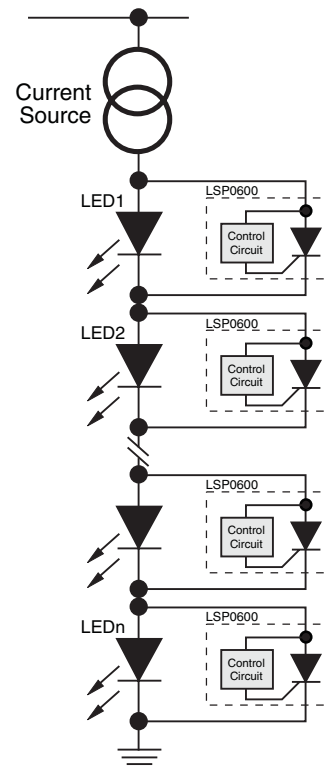 Current
Source
LSP0600
LED1
Control
Circuit
LSP0600
LED2
Control
Circuit
LSP0600
Control
Circuit
LSP0600
LEDn
Control
Circuit